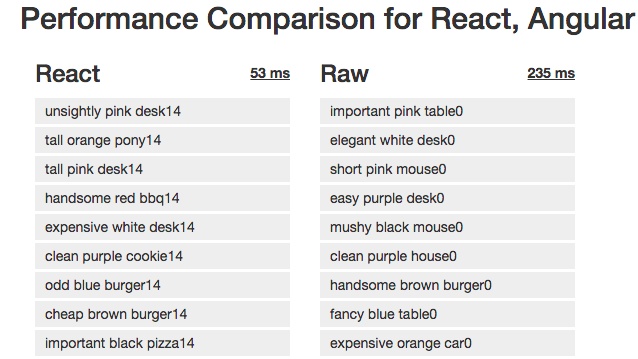 Performance Comparison for React, Angular
React 53 ms
unsightly pink desk14
tall orange pony14
tall pink desk14
handsome red bbq14
expensive white desk14
clean purple cookie14
odd blue burger14
cheap brown burger14
important black pizza14
Raw 235 ms
important pink table0
elegant white desk0
short pink mouse0
easy purple desk0
mushy black mouse0
clean purple house0
handsome brown burger0
fancy blue table0
expensive orange car0